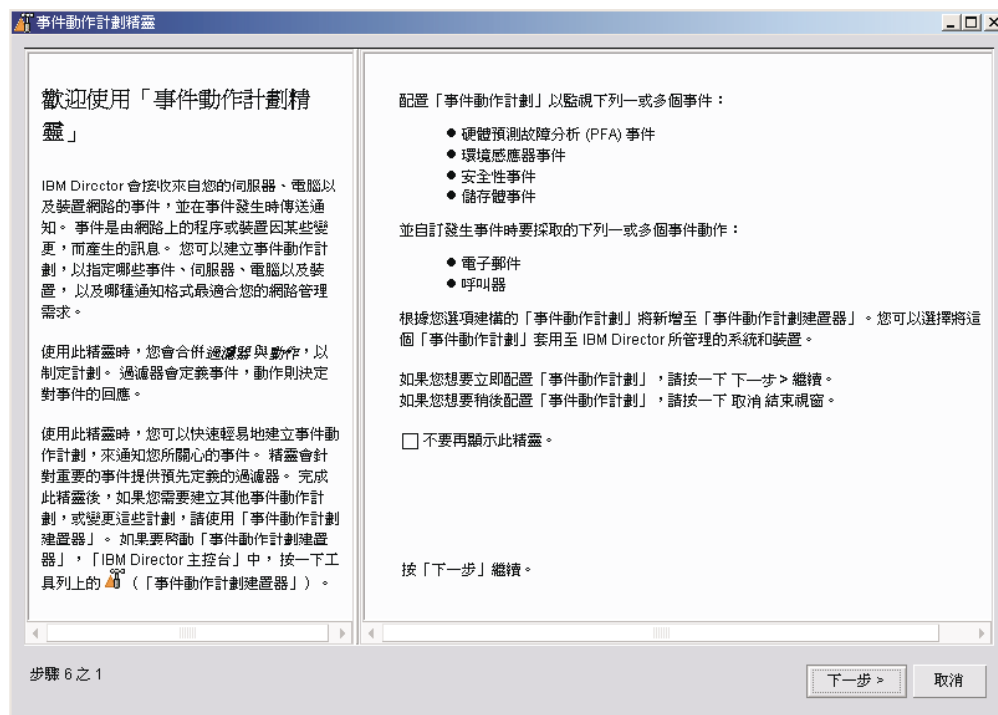 事件動作計劃精靈
歡迎使用「事件動作計劃精
靈」
IBM Director 會接收來自您的伺服器、電腦以
及裝置網路的事件，並在事件發生時傳送通
知。 事件是由網路上的程序或裝置因某些變
更，而產生的訊息。 您可以建立事件動作計
劃，以指定哪些事件、伺服器、電腦以及裝
置， 以及哪種通知格式最適合您的網路管理
需求。
使用此精靈時，您會合併過濾器與動作，以
制定計劃。 過濾器會定義事件，動作則決定
對事件的回應。
使用此精靈時，您可以快速輕易地建立事件動
作計劃，來通知您所關心的事件。 精靈會針
對重要的事件提供預先定義的過濾器。 完成
此精靈後，如果您需要建立其他事件動作計
劃，或變更這些計劃，請使用「事件動作計劃
建置器」。 如果要啟動「事件動作計劃建置
器」，「IBM Director 主控台」中， 按一下工
具列上的 （「事件動作計劃建置器」）。
配置「事件動作計劃」以監視下列一或多個事件：
● 硬體預測故障分析 (PFA) 事件
● 環境感應器事件
● 安全性事件
● 儲存體事件
並自訂發生事件時要採取的下列一或多個事件動作：
● 電子郵件
● 呼叫器
根據您選項建構的「事件動作計劃」將新增至「事件動作計劃建置器」。您可以選擇將這
個「事件動作計劃」套用至 IBM Director 所管理的系統和裝置。
如果您想要立即配置「事件動作計劃」，請按一下 下一步 > 繼續。
如果您想要稍後配置「事件動作計劃」，請按一下 取消 結束視窗。
不要再顯示此精靈。
按「下一步」繼續。
步驟 6 之 1
下一步 >
取消